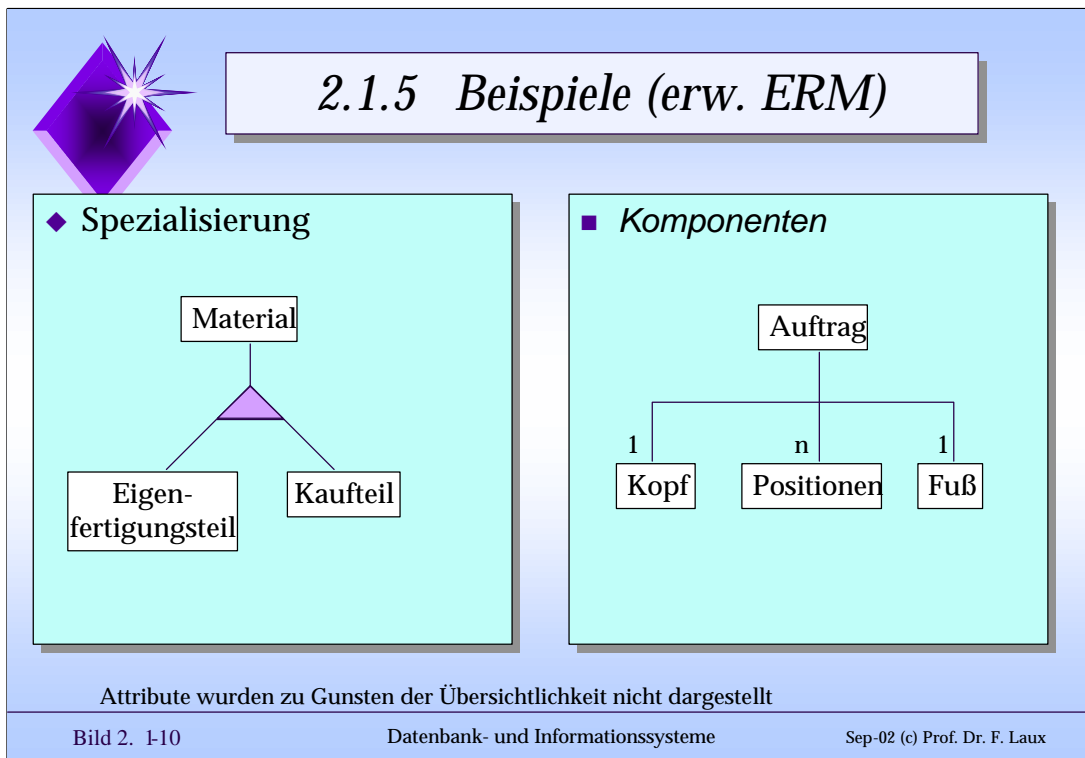 2.1.5 Beispiele (erw. ERM)
Spezialisierung
Material
Eigen-
fertigungsteil
Kaufteil
Komponenten
Auftrag
1
n
1
Kopf
Positionen
Fuß
Attribute wurden zu Gunsten der Übersichtlichkeit nicht dargestellt
Bild 2. 1-10
Datenbank- und Informationssysteme
Sep-02 (c) Prof. Dr. F. Laux